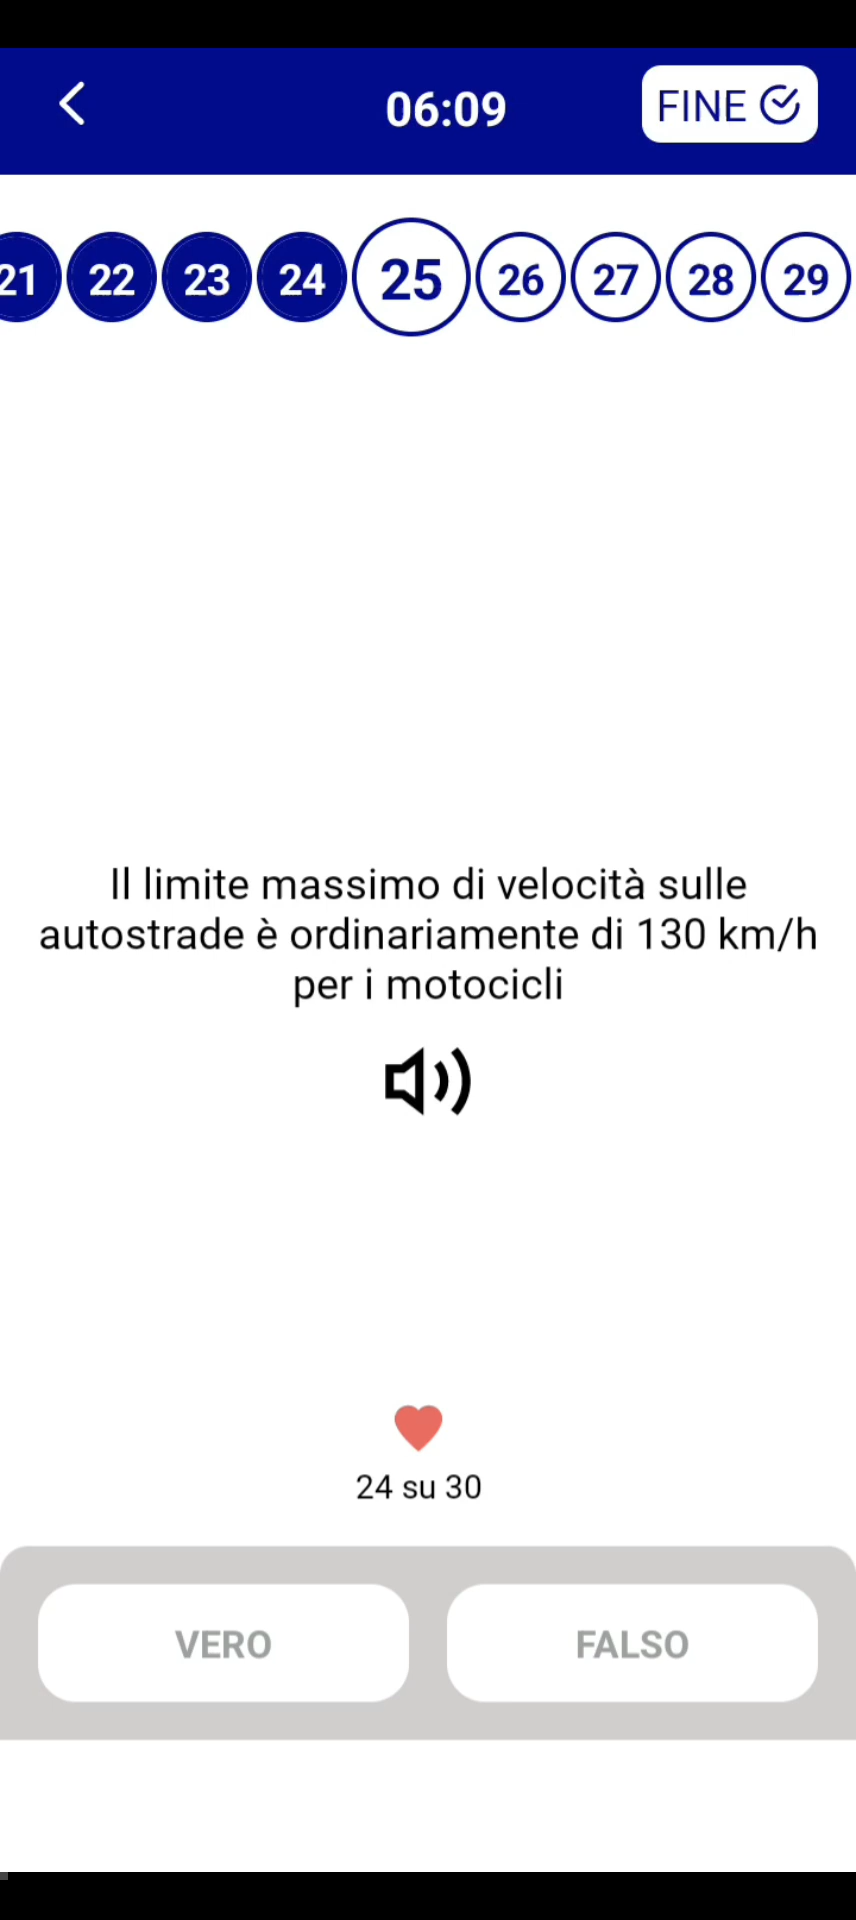 06:09
FINE
21 22 23 24 25 26 27 28 29
Il limite massimo di velocità sulle
autostrade è ordinariamente di 130 km/h
per i motocicli
24 su 30
VERO FALSO